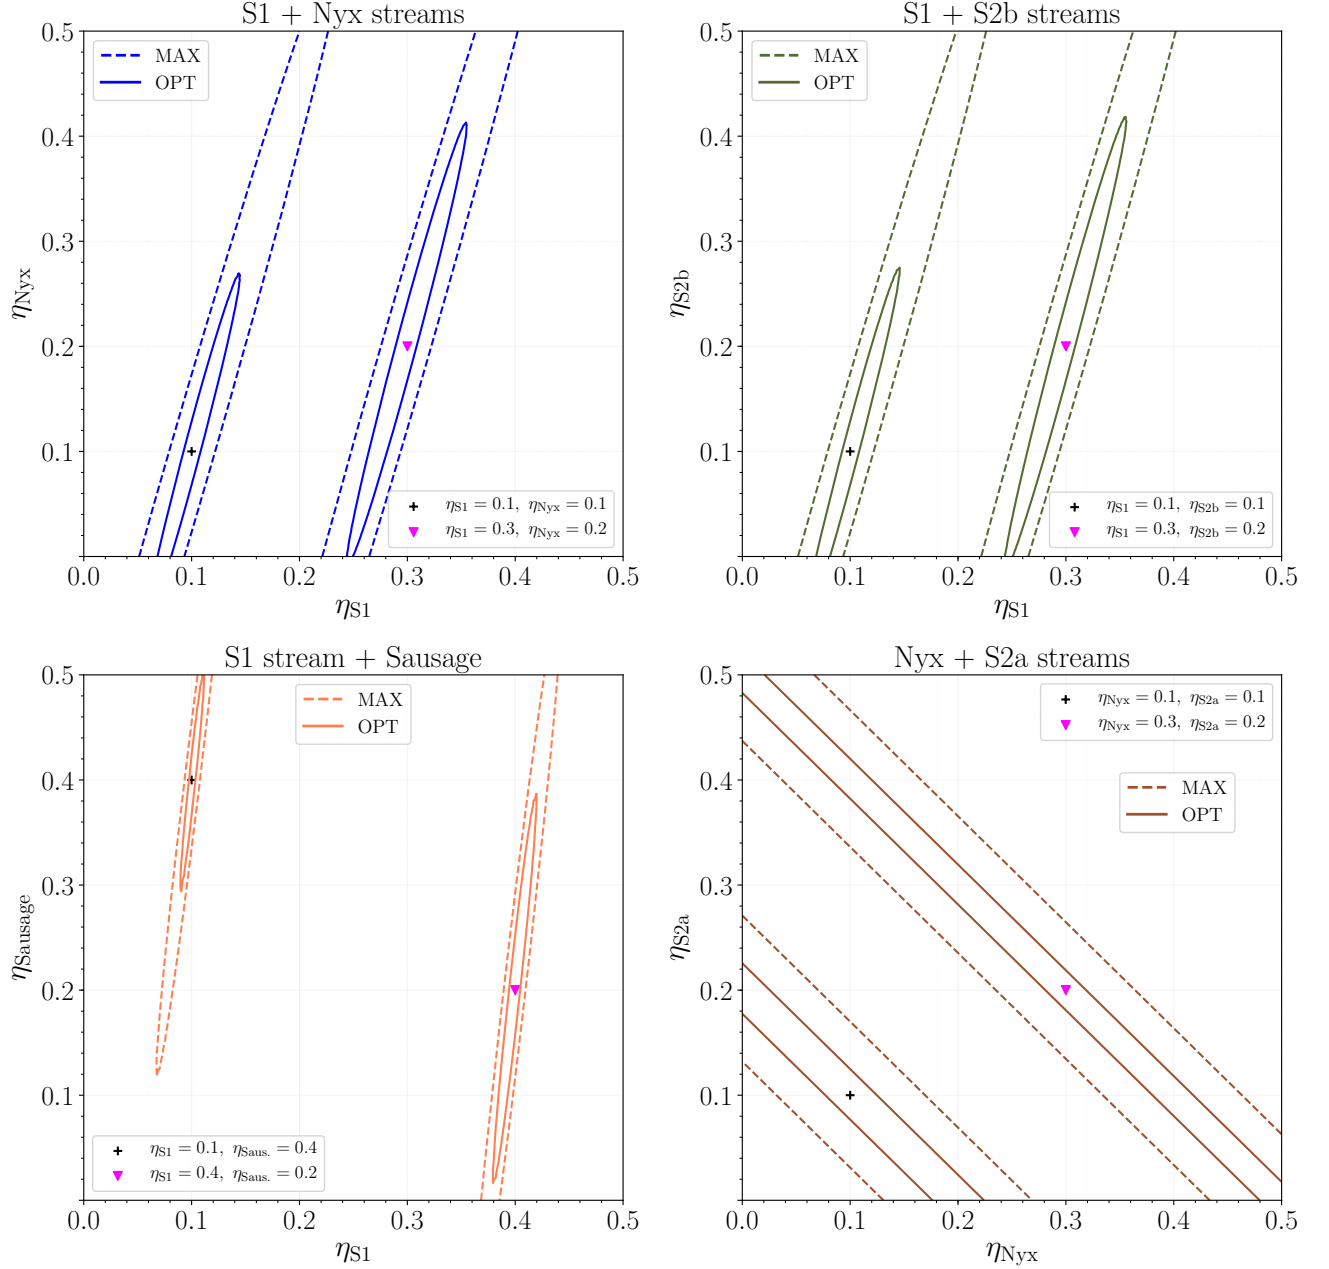 S1 + Nyx streams
0.5
0.4
0.3
0.2
0.1
η_Nyx
MAX
OPT
η_S1 = 0.1, η_Nyx = 0.1
η_S1 = 0.3, η_Nyx = 0.2
0.0 0.1 0.2 0.3 0.4 0.5
η_S1
S1 + S2b streams
0.5
0.4
0.3
0.2
0.1
η_S2b
MAX
OPT
η_S1 = 0.1, η_S2b = 0.1
η_S1 = 0.3, η_S2b = 0.2
0.0 0.1 0.2 0.3 0.4 0.5
η_S1
S1 stream + Sausage
0.5
0.4
0.3
0.2
0.1
η_Sausage
MAX
OPT
η_S1 = 0.1, η_Saus. = 0.4
η_S1 = 0.4, η_Saus. = 0.2
0.0 0.1 0.2 0.3 0.4 0.5
η_S1
Nyx + S2a streams
0.5
0.4
0.3
0.2
0.1
η_S2a
η_Nyx = 0.1, η_S2a = 0.1
η_Nyx = 0.3, η_S2a = 0.2
MAX
OPT
0.0 0.1 0.2 0.3 0.4 0.5
η_Nyx